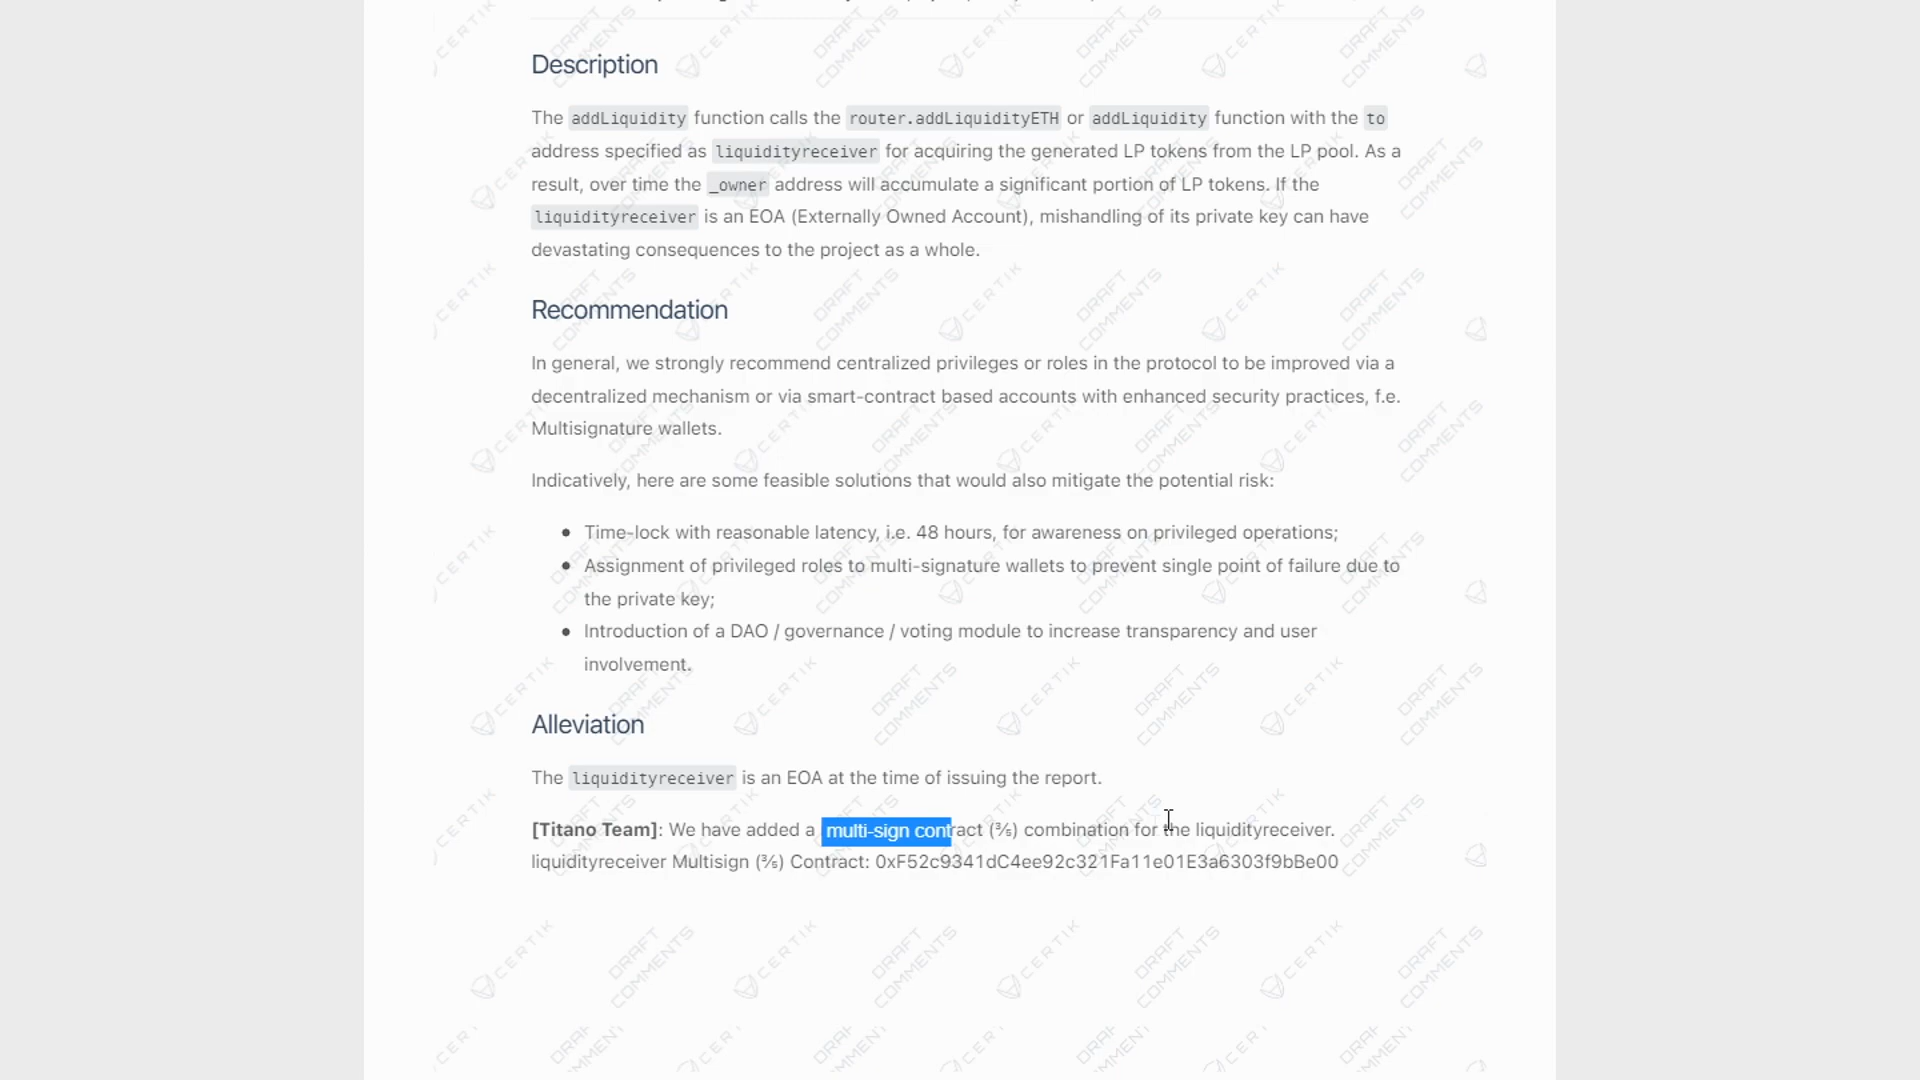 Description
The addLiquidity function calls the router.addLiquidityETH or addLiquidity function with the to
address specified as liquidityreceiver for acquiring the generated LP tokens from the LP pool. As a
result, over time the _owner address will accumulate a significant portion of LP tokens. If the
liquidityreceiver is an EOA (Externally Owned Account), mishandling of its private key can have
devastating consequences to the project as a whole.
Recommendation
In general, we strongly recommend centralized privileges or roles in the protocol to be improved via a
decentralized mechanism or via smart-contract based accounts with enhanced security practices, f.e.
Multisignature wallets.
Indicatively, here are some feasible solutions that would also mitigate the potential risk:
● Time-lock with reasonable latency, i.e. 48 hours, for awareness on privileged operations;
● Assignment of privileged roles to multi-signature wallets to prevent single point of failure due to
the private key;
● Introduction of a DAO / governance / voting module to increase transparency and user
involvement.
Alleviation
The liquidityreceiver is an EOA at the time of issuing the report.
[Titano Team]: We have added a multi-sign contract (⅗) combination for the liquidityreceiver.
liquidityreceiver Multisign (⅗) Contract: 0xF52c9341dC4ee92c321Fa11e01E3a6303f9bBe00
CERTIK
DRAFT
COMMENTS